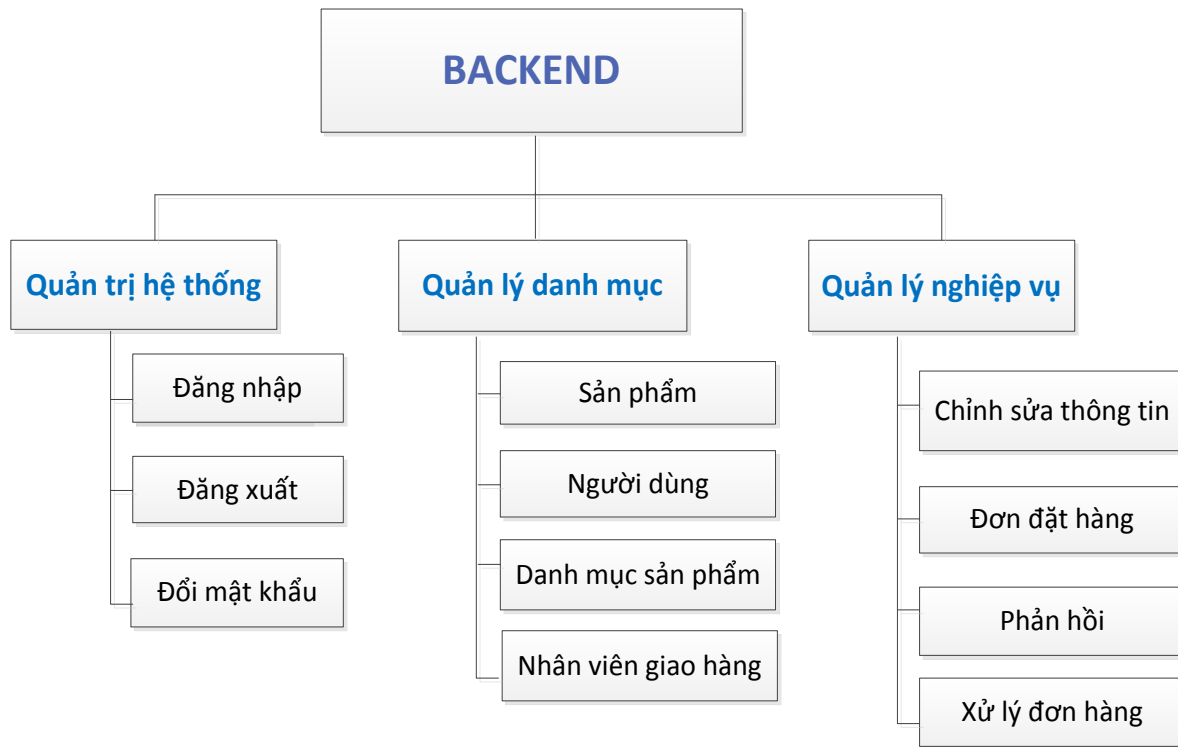 BACKEND
Quản trị hệ thống
Đăng nhập
Đăng xuất
Đổi mật khẩu
Quản lý danh mục
Sản phẩm
Người dùng
Danh mục sản phẩm
Nhân viên giao hàng
Quản lý nghiệp vụ
Chỉnh sửa thông tin
Đơn đặt hàng
Phản hồi
Xử lý đơn hàng